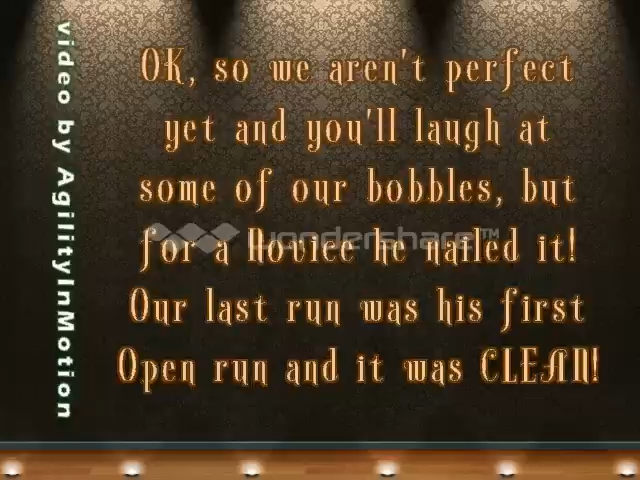 video by AgilityInMotion
OK, so we aren't perfect
yet and you'll laugh at
some of our bobbles, but
for a Novice he nailed it!
Our last run was his first
Open run and it was CLEAN!
wondershare™